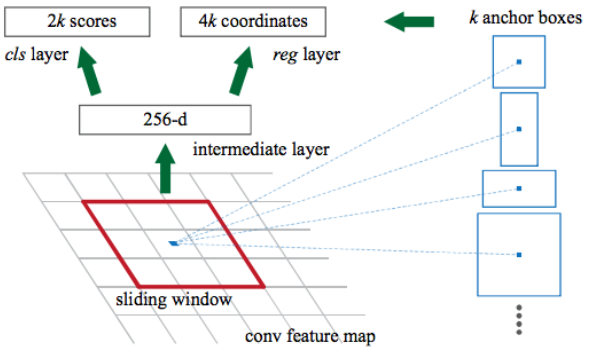 2k scores
4k coordinates
k anchor boxes
cls layer
reg layer
256-d
intermediate layer
sliding window
conv feature map